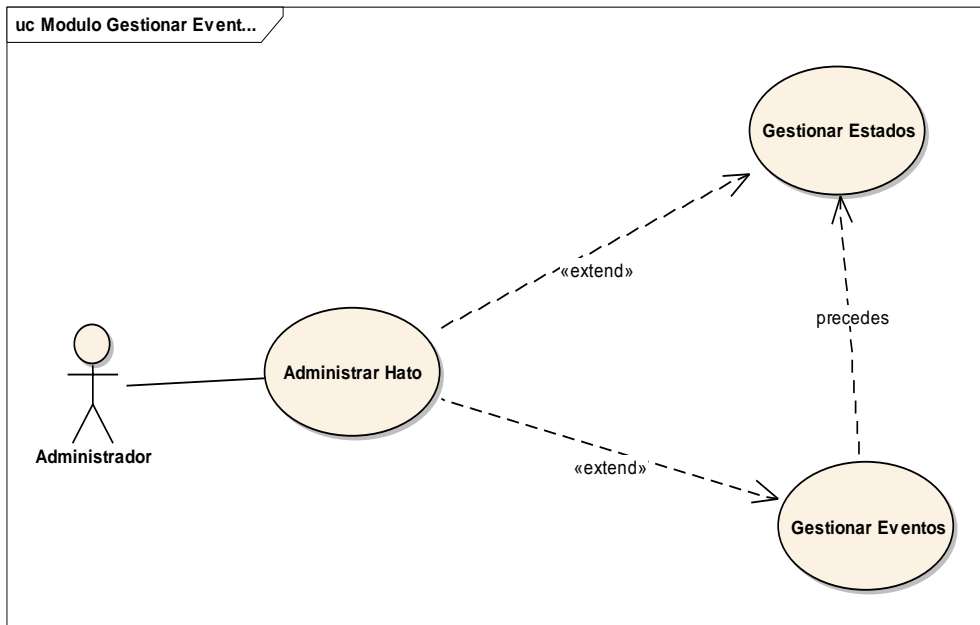 uc Modulo Gestionar Event...
Gestionar Estados
«extend»
precedes
Administrar Hato
Administrador
«extend»
Gestionar Eventos